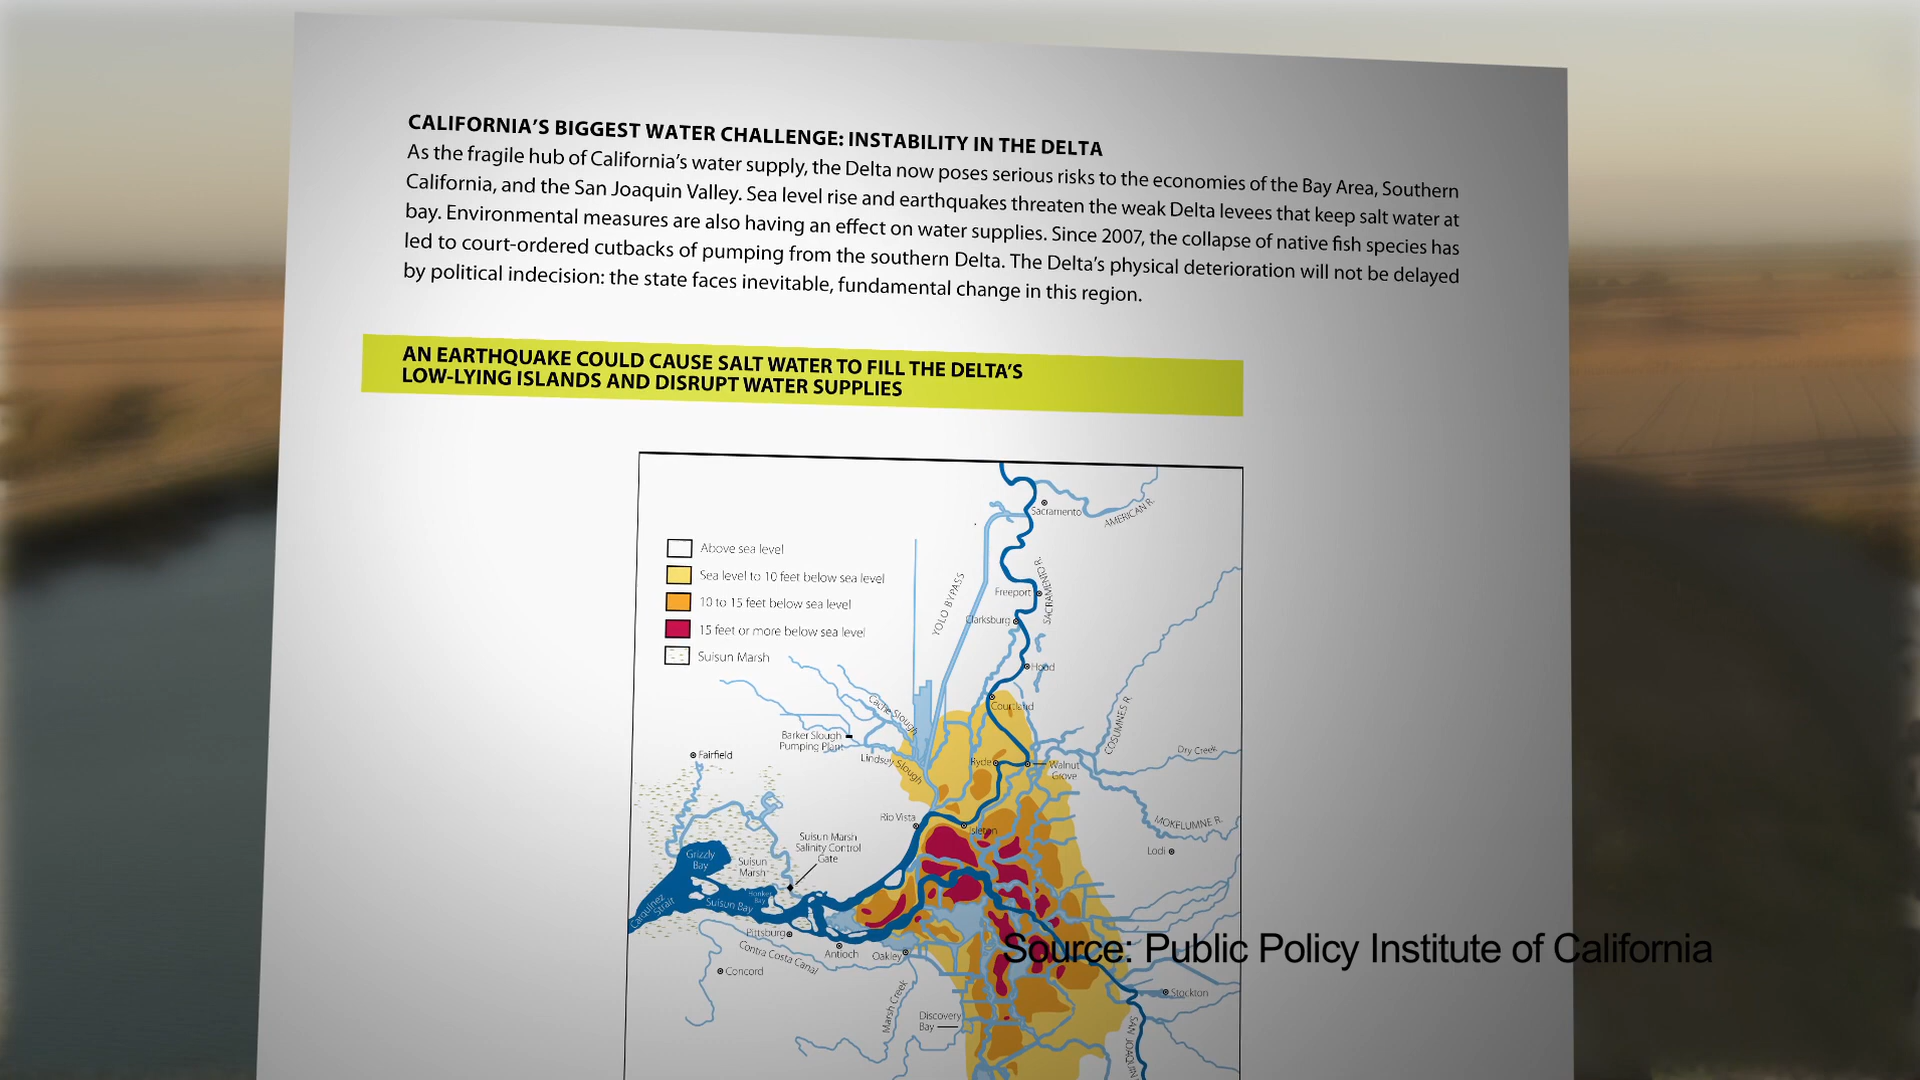 CALIFORNIA'S BIGGEST WATER CHALLENGE: INSTABILITY IN THE DELTA
As the fragile hub of California's water supply, the Delta now poses serious risks to the economies of the Bay Area, Southern
California, and the San Joaquin Valley. Sea level rise and earthquakes threaten the weak Delta levees that keep salt water at
bay. Environmental measures are also having an effect on water supplies. Since 2007, the collapse of native fish species has
led to court-ordered cutbacks of pumping from the southern Delta. The Delta's physical deterioration will not be delayed
by political indecision: the state faces inevitable, fundamental change in this region.
AN EARTHQUAKE COULD CAUSE SALT WATER TO FILL THE DELTA'S
LOW-LYING ISLANDS AND DISRUPT WATER SUPPLIES
Sacramento
AMERICAN R.
Above sea level
Sea level to 10 feet below sea level
10 to 15 feet below sea level
15 feet or more below sea level
Suisun Marsh
YOLO BYPASS
SACRAMENTO R.
Freeport
Clarksburg
Hood
Courtland
Cache Slough
COSUMNES R.
Barker Slough
Pumping Plant
Lindsey Slough
Fairfield
Ryde
Walnut
Grove
Dry Creek
Rio Vista
Isleton
MOKELUMNE R.
Lodi
Suisun Marsh
Salinity Control
Gate
Grizzly
Bay
Suisun
Marsh
Honker
Bay
Suisun Bay
Carquinez
Strait
Pittsburg
Antioch
Oakley
Contra Costa Canal
Concord
Source: Public Policy Institute of California
Marsh Creek
Discovery
Bay
Stockton
SAN JOAQUIN